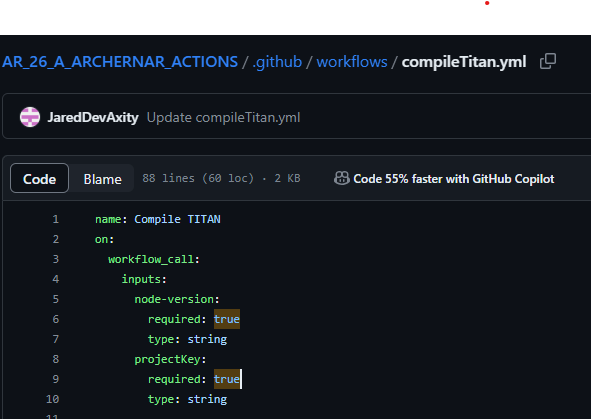 AR_26_A_ARCHERNAR_ACTIONS / .github / workflows / compileTitan.yml
JaredDevAxity Update compileTitan.yml
Code Blame 88 lines (60 loc) · 2 KB Code 55% faster with GitHub Copilot
1 name: Compile TITAN
2 on:
3 workflow_call:
4 inputs:
5 node-version:
6 required: true
7 type: string
8 projectKey:
9 required: true
10 type: string
11